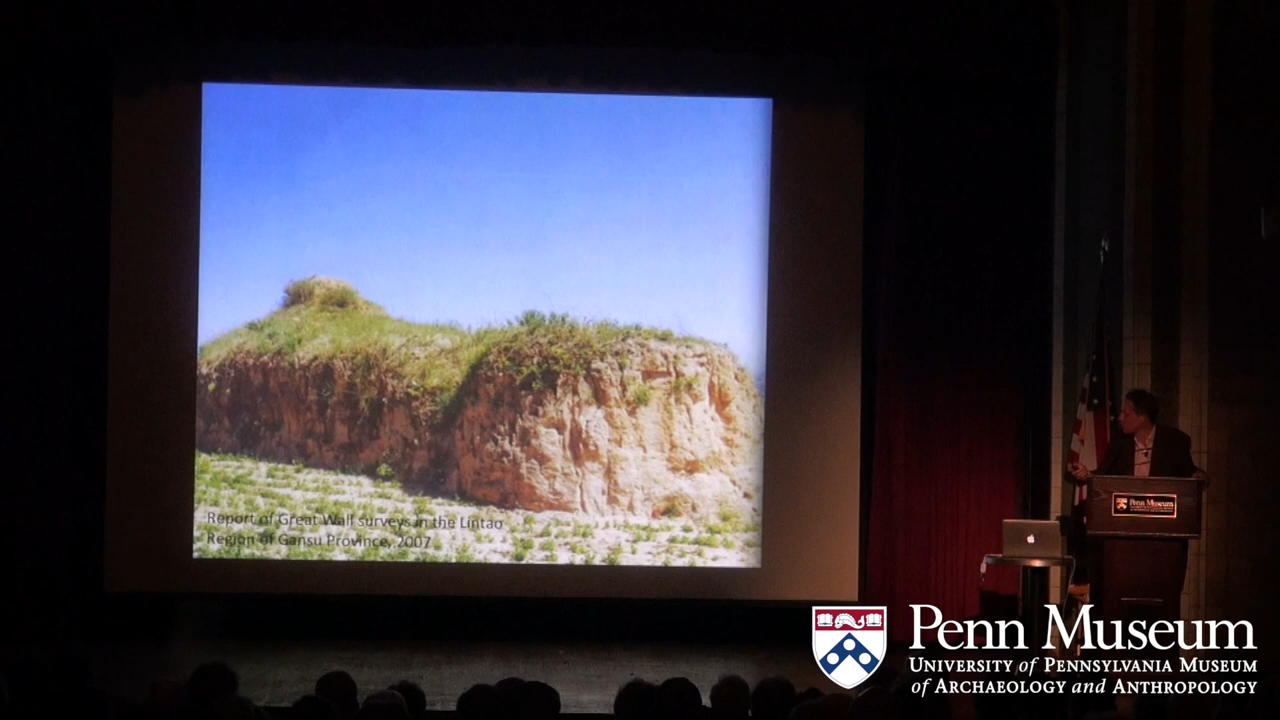 Report of Great Wall surveys in the Lintao
Region of Gansu Province, 2007
Penn Museum
Penn Museum
University of Pennsylvania Museum
of Archaeology and Anthropology